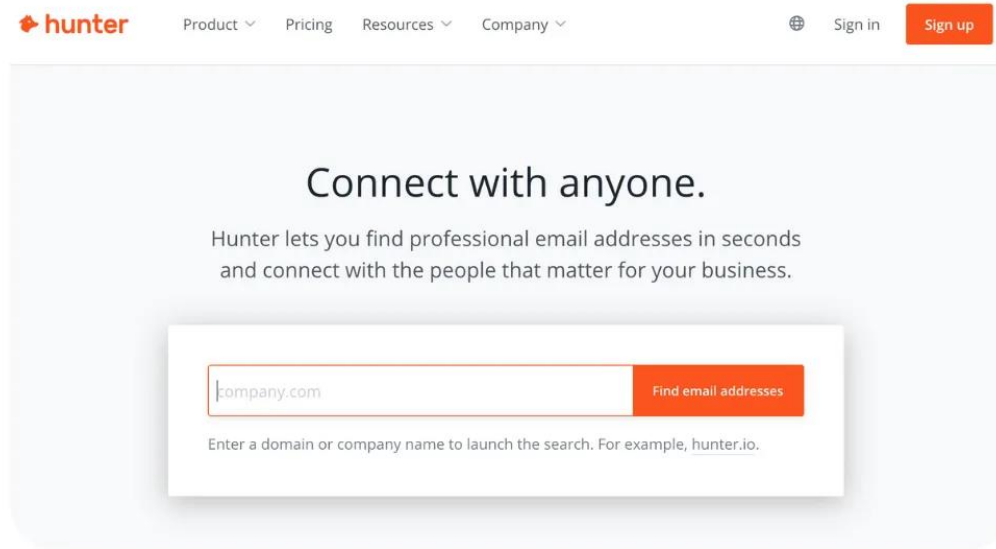 hunter Product Pricing Resources Company Sign in Sign up
Connect with anyone.
Hunter lets you find professional email addresses in seconds
and connect with the people that matter for your business.
company.com Find email addresses
Enter a domain or company name to launch the search. For example, hunter.io.